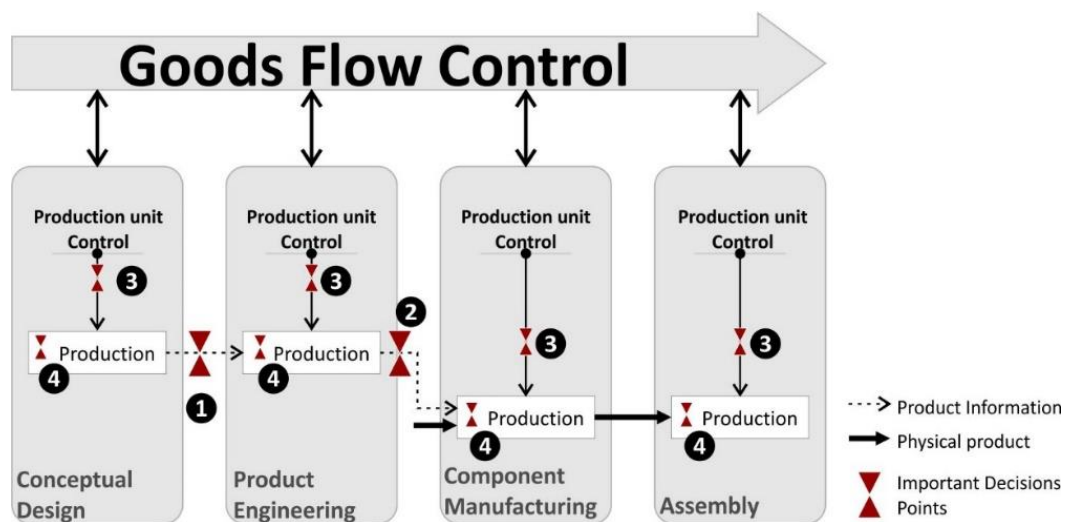 Goods Flow Control
Production unit
Control
3
Production
4
Conceptual
Design
1
Production unit
Control
3
Production
4
Product
Engineering
2
Production unit
Control
3
Production
4
Component
Manufacturing
Production unit
Control
3
Production
4
Assembly
Product Information
Physical product
Important Decisions
Points